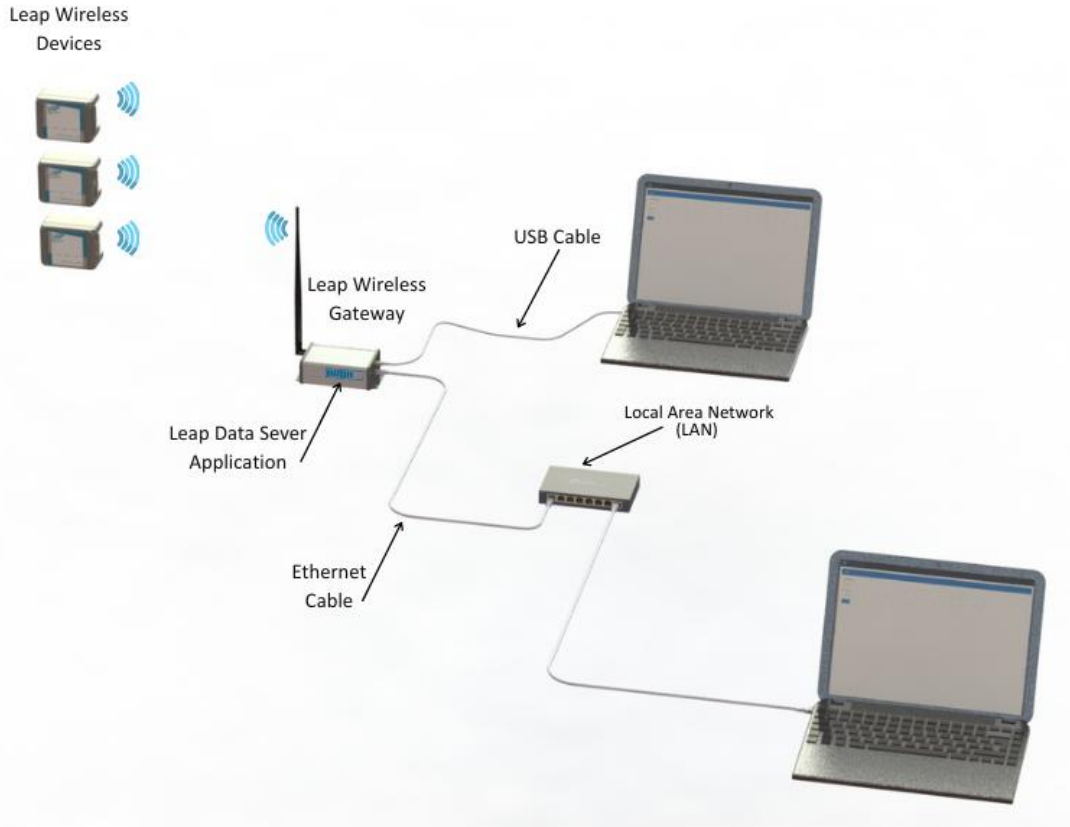 Leap Wireless
Devices
USB Cable
Leap Wireless
Gateway
Local Area Network
(LAN)
Leap Data Sever
Application
Ethernet
Cable